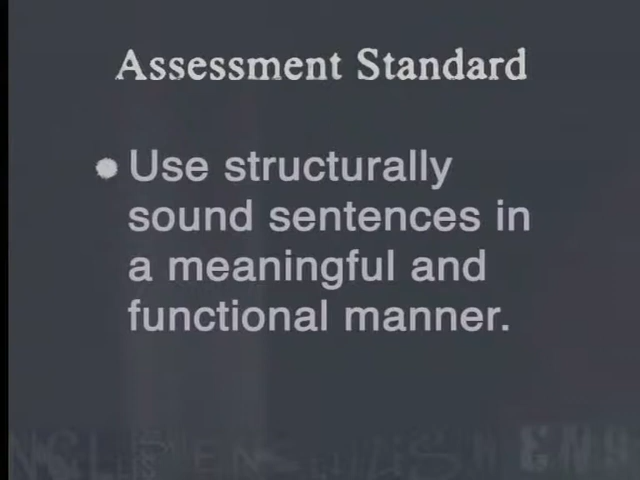 Assessment Standard
Use structurally
sound sentences in
a meaningful and
functional manner.